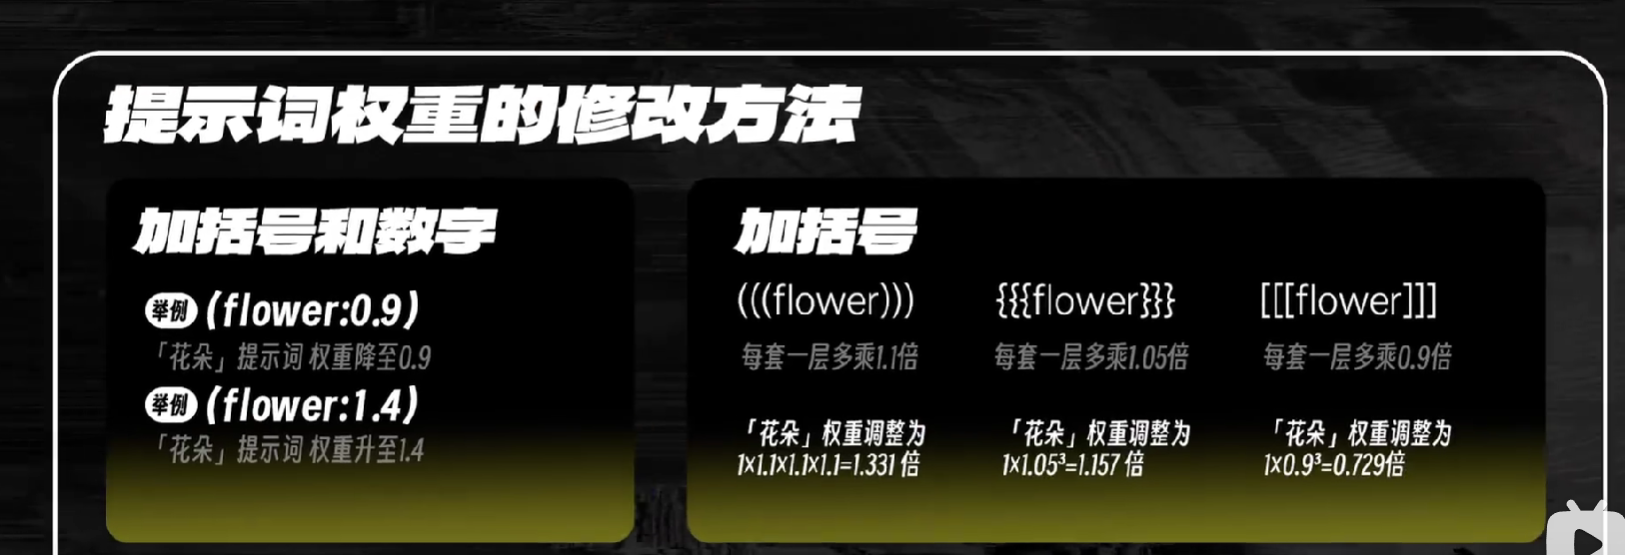 提示词权重的修改方法
加括号和数字
举例 (flower:0.9)
「花朵」提示词 权重降至0.9
举例 (flower:1.4)
「花朵」提示词 权重升至1.4
加括号
(((flower)))
每套一层多乘1.1倍
「花朵」权重调整为
1×1.1×1.1×1.1=1.331倍
{{{flower}}}
每套一层多乘1.05倍
「花朵」权重调整为
1×1.05³=1.157倍
[[[flower]]]
每套一层多乘0.9倍
「花朵」权重调整为
1×0.9³=0.729倍